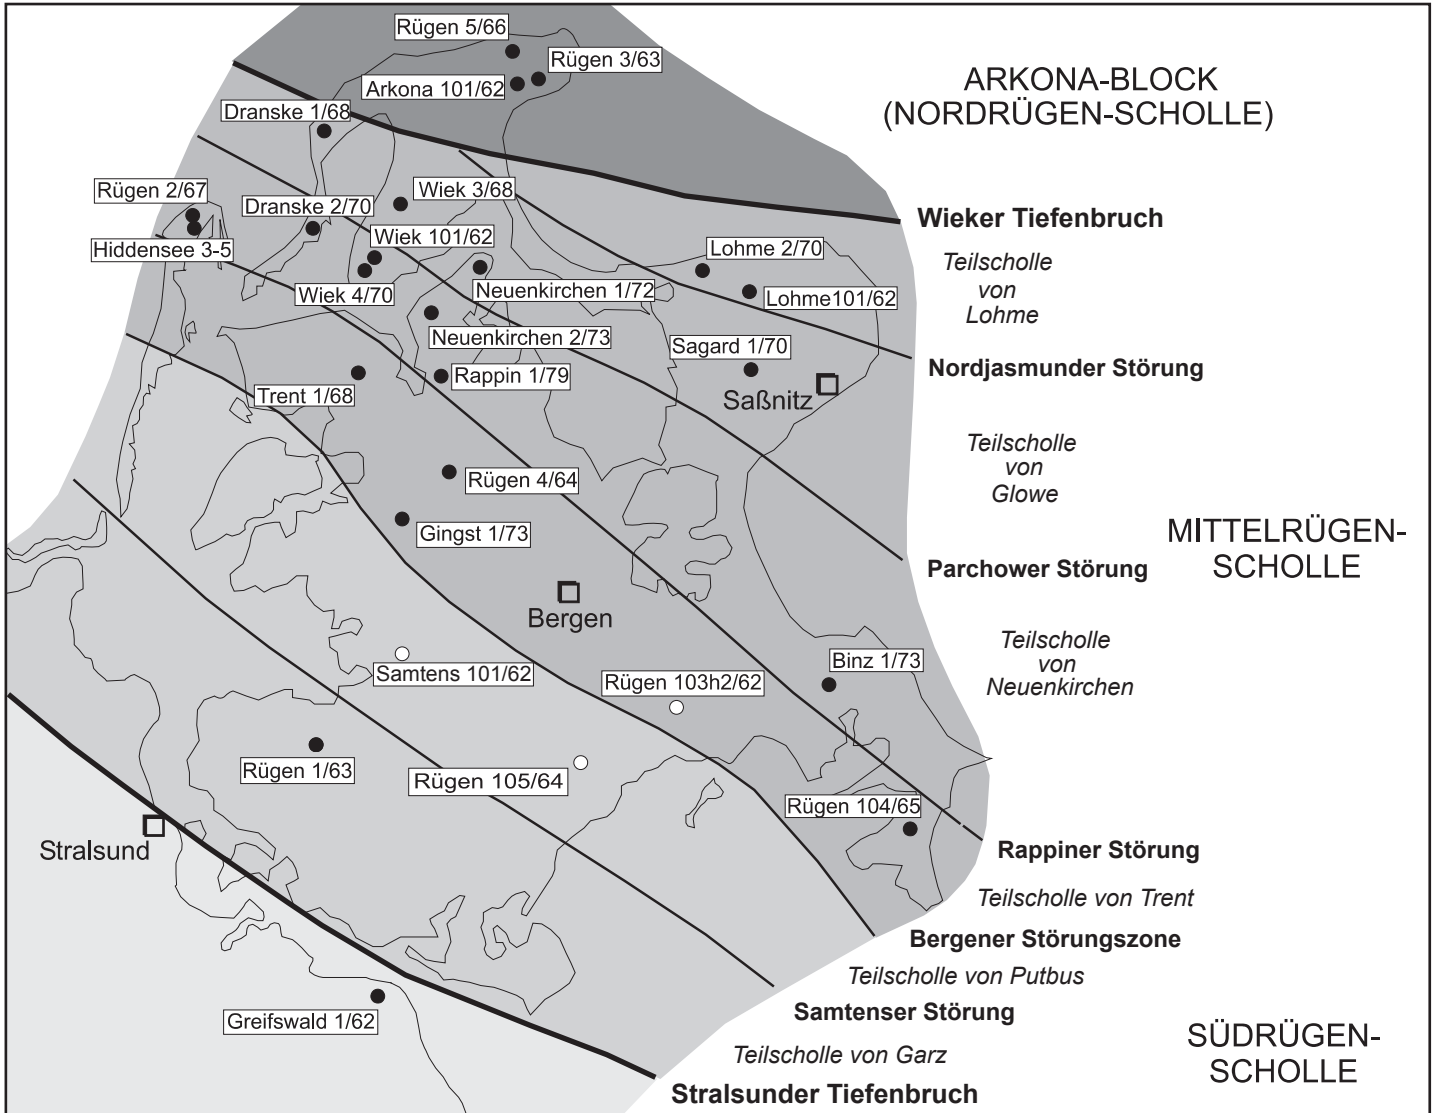 Rügen 5/66
Rügen 3/63
Arkona 101/62
ARKONA-BLOCK
(NORDRÜGEN-SCHOLLE)
Dranske 1/68
Rügen 2/67
Wiek 3/68
Dranske 2/70
Wieker Tiefenbruch
Hiddensee 3-5
Wiek 101/62
Lohme 2/70
Teilscholle
von
Lohme
Wiek 4/70
Neuenkirchen 1/72
Lohme101/62
Neuenkirchen 2/73
Sagard 1/70
Nordjasmunder Störung
Trent 1/68
Rappin 1/79
Saßnitz
Teilscholle
von
Glowe
Rügen 4/64
Gingst 1/73
MITTELRÜGEN-
SCHOLLE
Parchower Störung
Bergen
Teilscholle
von
Neuenkirchen
Samtens 101/62
Rügen 103h2/62
Binz 1/73
Rügen 1/63
Rügen 105/64
Rügen 104/65
Stralsund
Rappiner Störung
Teilscholle von Trent
Bergener Störungszone
Teilscholle von Putbus
Samtenser Störung
Greifswald 1/62
SÜDRÜGEN-
SCHOLLE
Teilscholle von Garz
Stralsunder Tiefenbruch